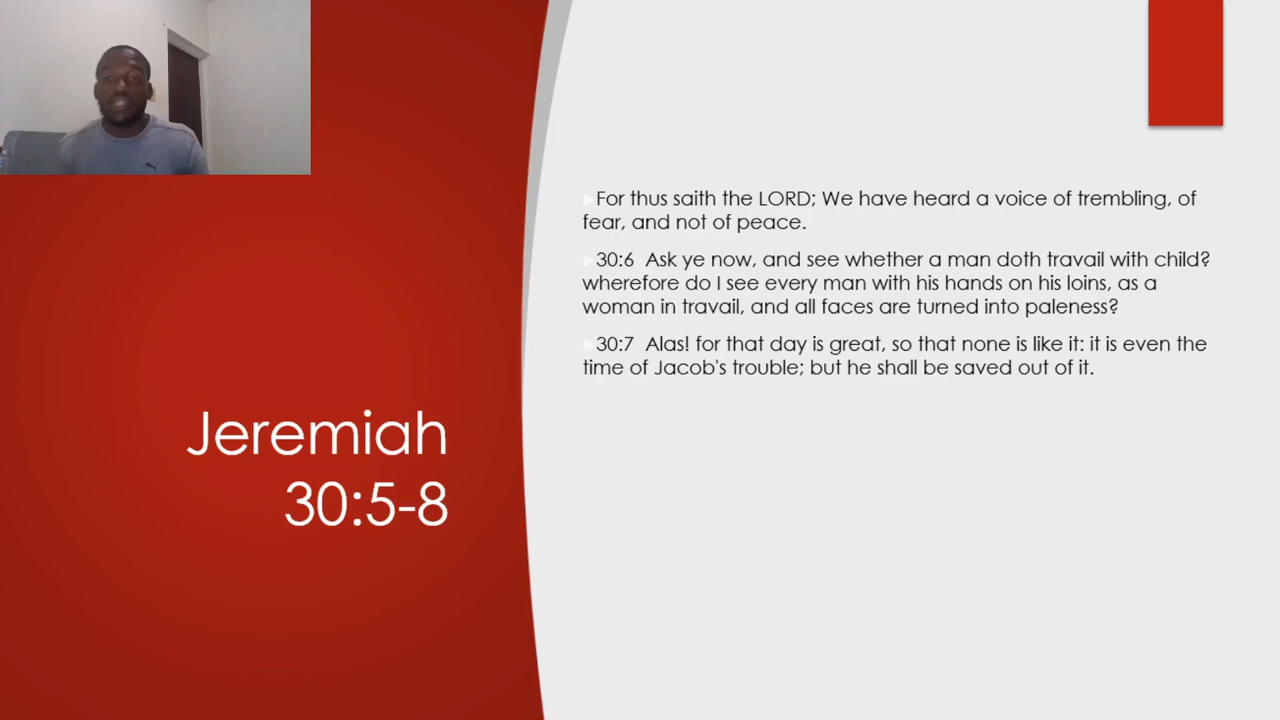 Jeremiah
30:5-8
For thus saith the LORD; We have heard a voice of trembling, of
fear, and not of peace.
30:6  Ask ye now, and see whether a man doth travail with child?
wherefore do I see every man with his hands on his loins, as a
woman in travail, and all faces are turned into paleness?
30:7  Alas! for that day is great, so that none is like it: it is even the
time of Jacob's trouble; but he shall be saved out of it.